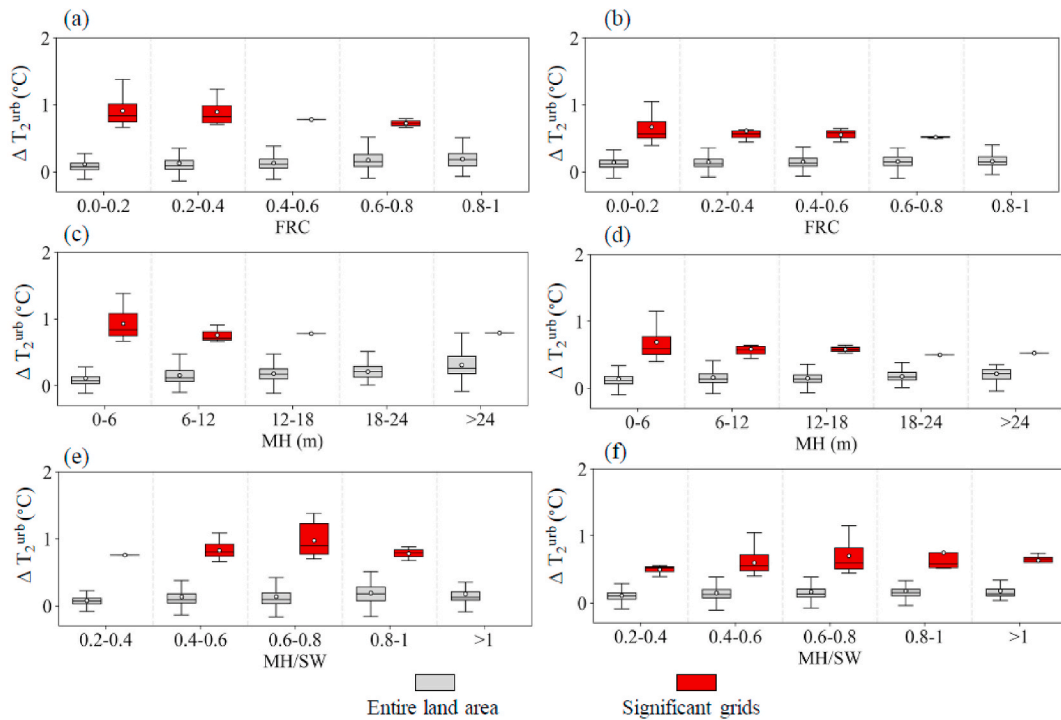 (a)
2
1
0
Δ T₂ᵘʳᵇ (°C)
0.0-0.2 0.2-0.4 0.4-0.6 0.6-0.8 0.8-1
FRC
(b)
2
1
0
Δ T₂ᵘʳᵇ (°C)
0.0-0.2 0.2-0.4 0.4-0.6 0.6-0.8 0.8-1
FRC
(c)
2
1
0
Δ T₂ᵘʳᵇ (°C)
0-6 6-12 12-18 18-24 >24
MH (m)
(d)
2
1
0
Δ T₂ᵘʳᵇ (°C)
0-6 6-12 12-18 18-24 >24
MH (m)
(e)
2
1
0
Δ T₂ᵘʳᵇ (°C)
0.2-0.4 0.4-0.6 0.6-0.8 0.8-1 >1
MH/SW
(f)
2
1
0
Δ T₂ᵘʳᵇ (°C)
0.2-0.4 0.4-0.6 0.6-0.8 0.8-1 >1
MH/SW
Entire land area Significant grids